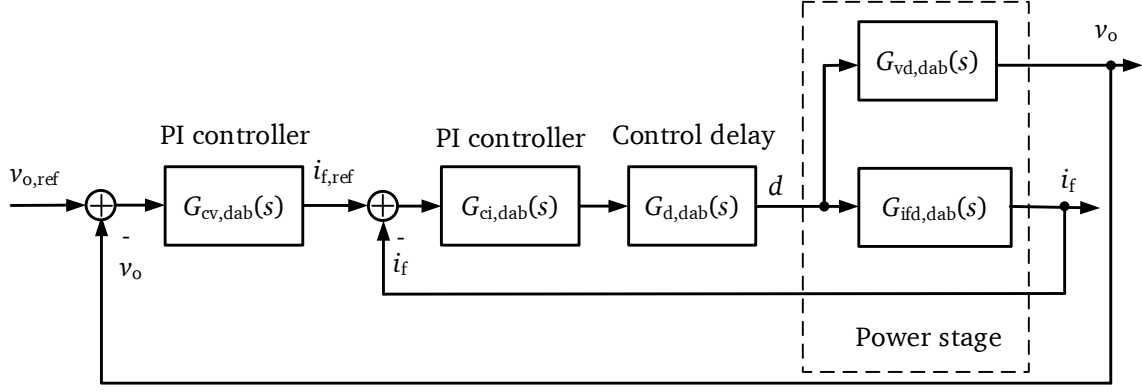 v_o
G_vd,dab(s)
PI controller
PI controller
Control delay
v_o,ref
i_f,ref
d
i_f
G_cv,dab(s)
G_ci,dab(s)
G_d,dab(s)
G_ifd,dab(s)
-
-
v_o
i_f
Power stage